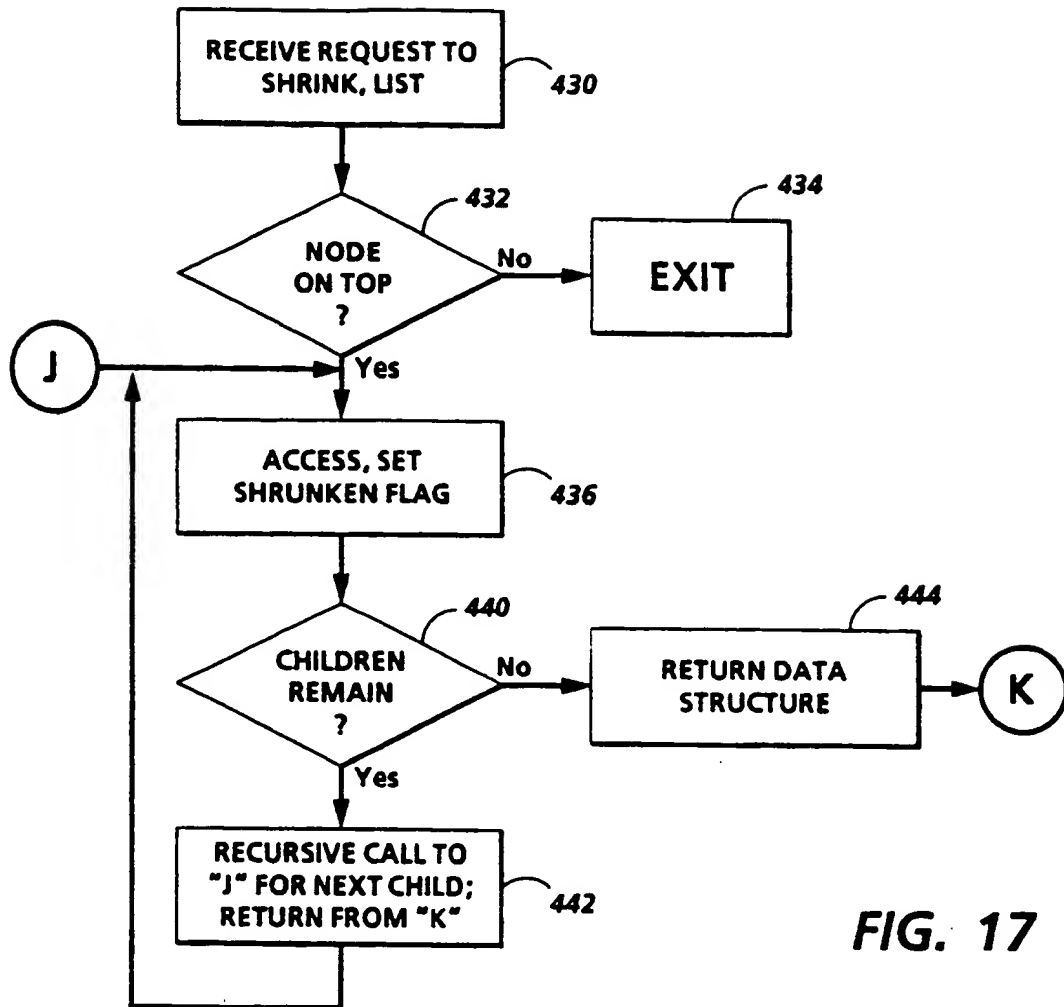 RECEIVE REQUEST TO
SHRINK, LIST
430
432
NODE
ON TOP
?
No
434
EXIT
J
Yes
ACCESS, SET
SHRUNKEN FLAG
436
440
CHILDREN
REMAIN
?
No
444
RETURN DATA
STRUCTURE
K
Yes
RECURSIVE CALL TO
"J" FOR NEXT CHILD;
RETURN FROM "K"
442
FIG. 17